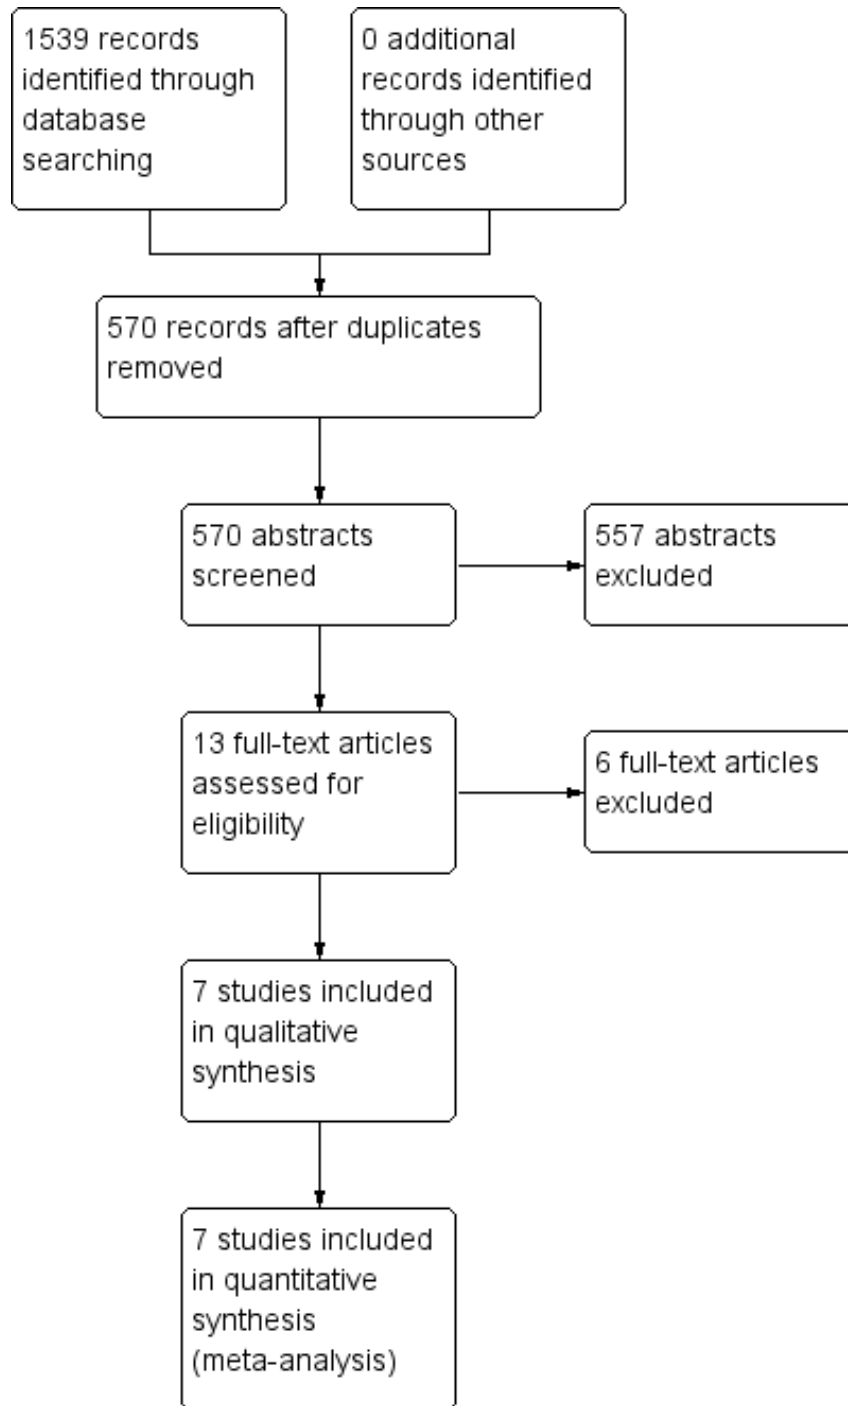 1539 records
identified through
database
searching
0 additional
records identified
through other
sources
570 records after duplicates
removed
570 abstracts
screened
557 abstracts
excluded
13 full-text articles
assessed for
eligibility
6 full-text articles
excluded
7 studies included
in qualitative
synthesis
7 studies included
in quantitative
synthesis
(meta-analysis)